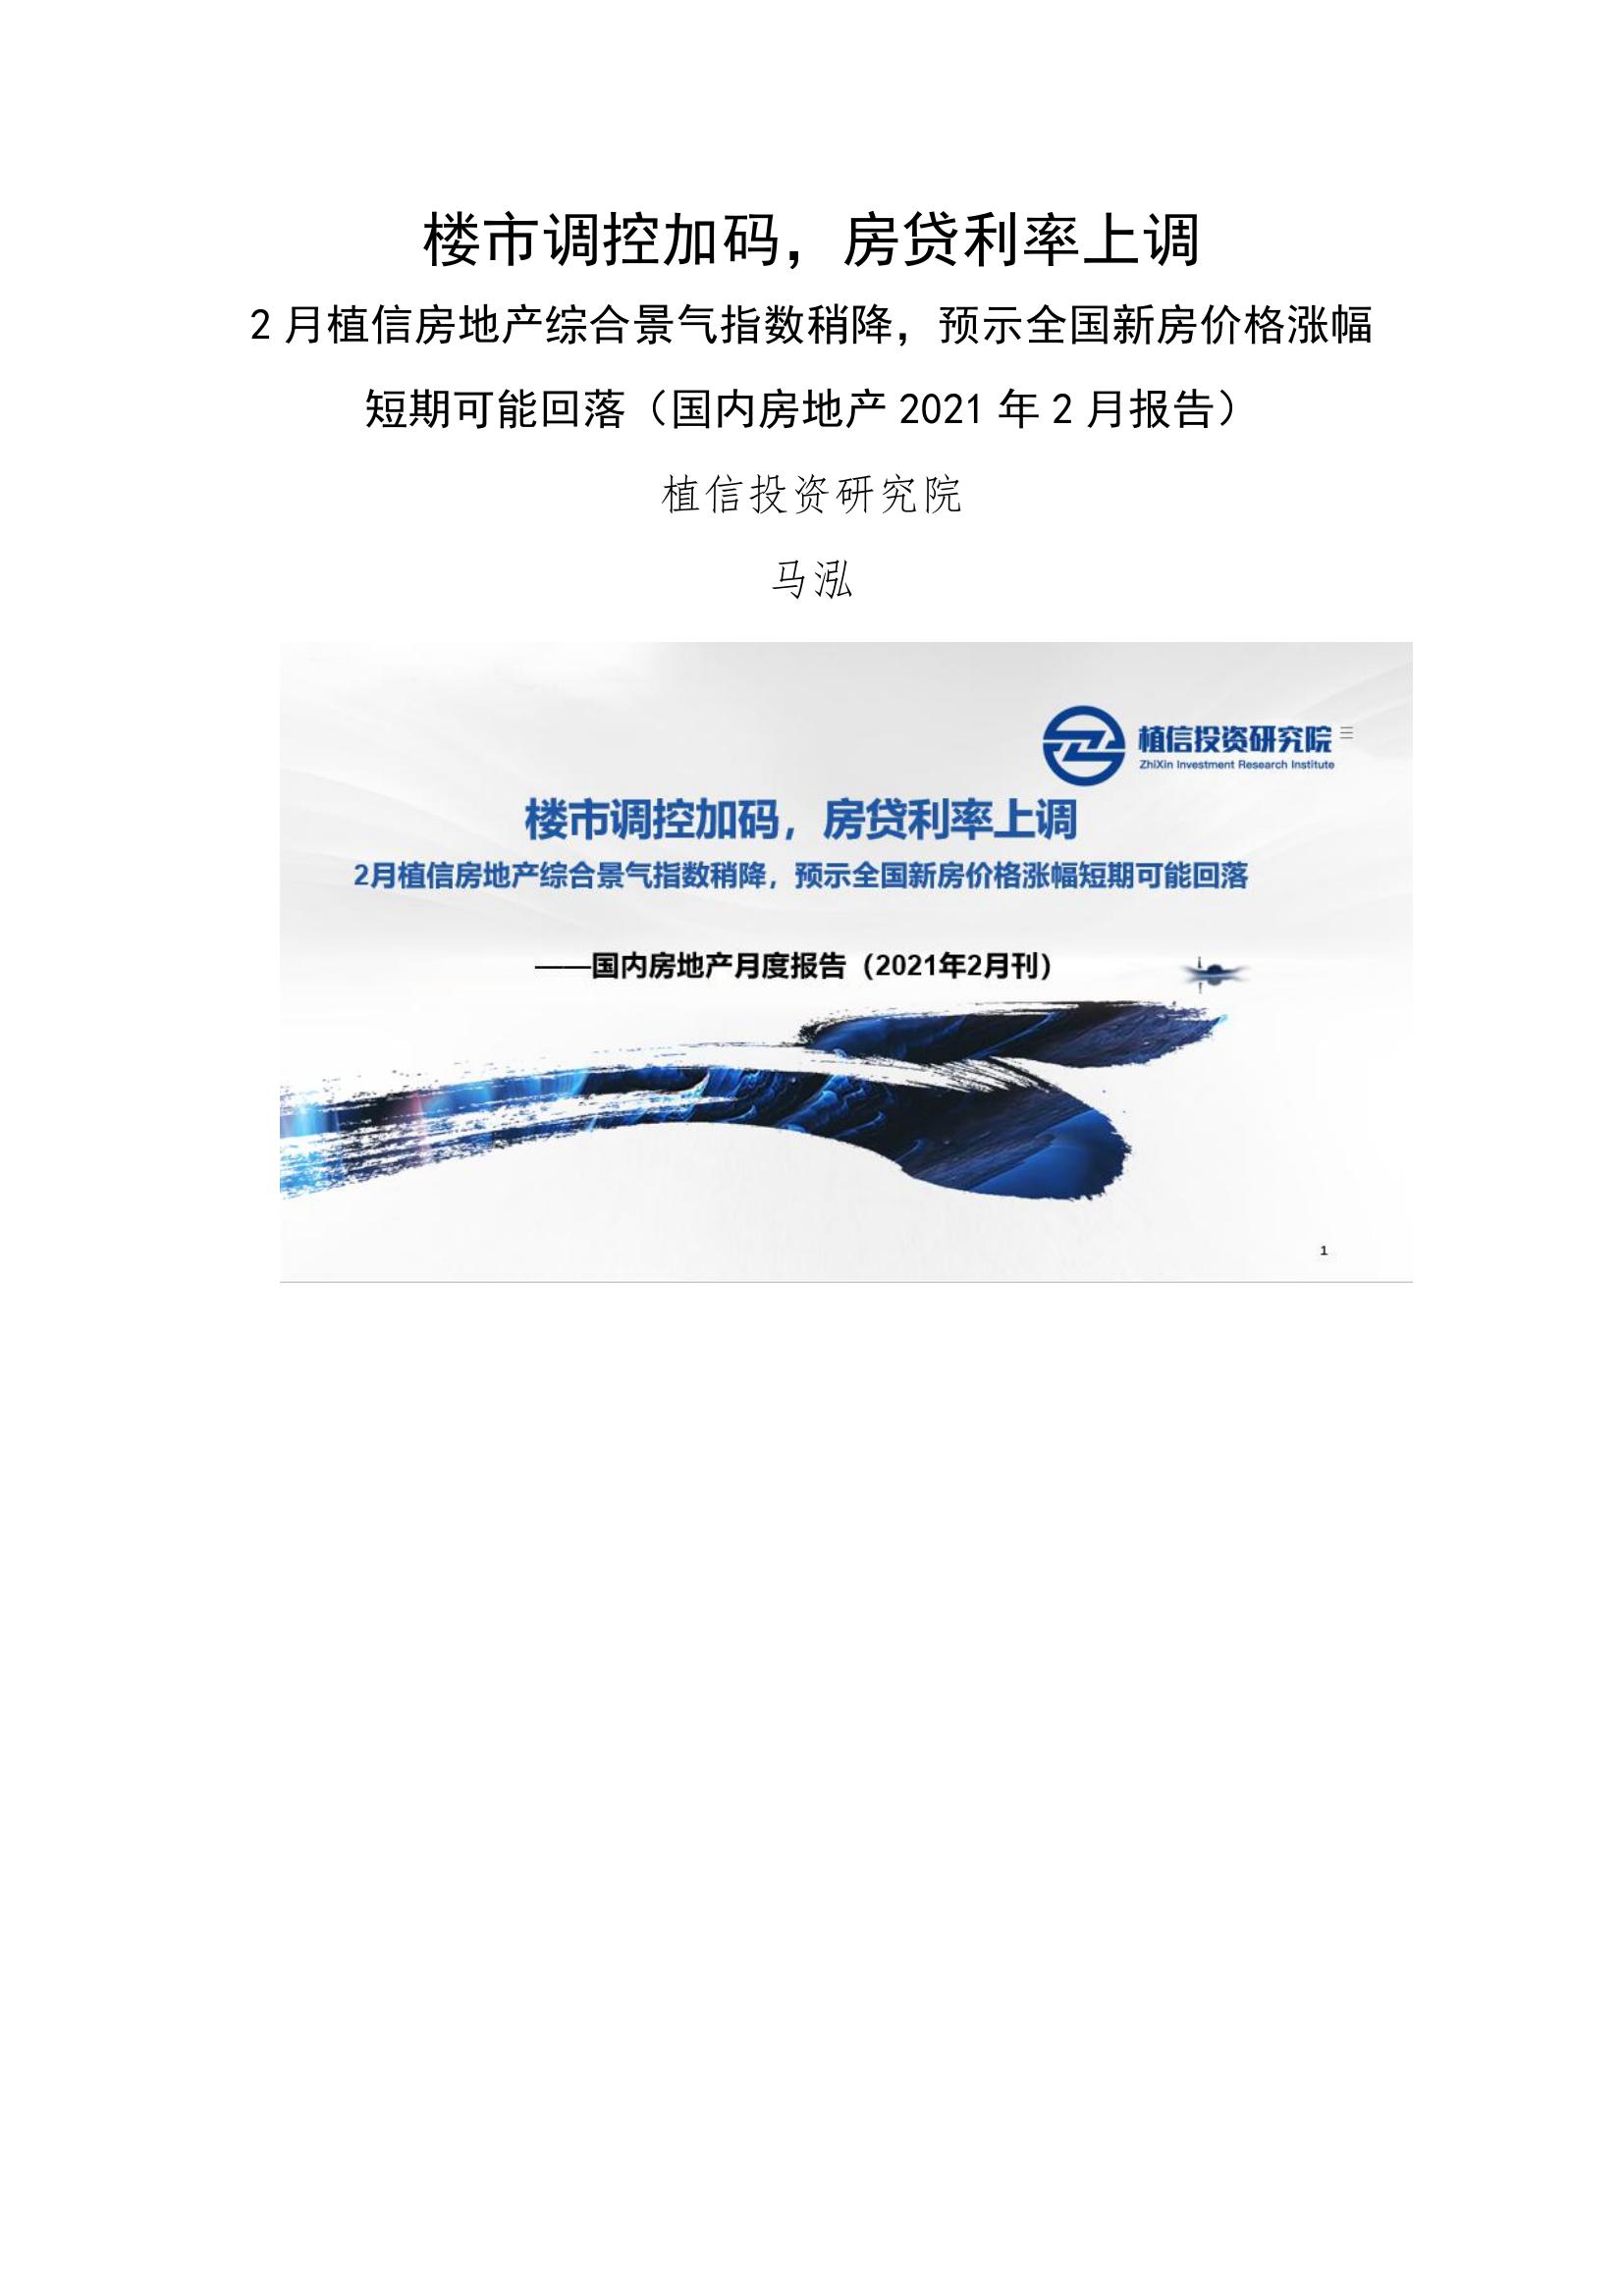 楼市调控加码，房贷利率上调
2 月植信房地产综合景气指数稍降，预示全国新房价格涨幅
短期可能回落（国内房地产 2021 年 2 月报告）
植信投资研究院
马泓
植信投资研究院
ZhiXin Investment Research Institute
楼市调控加码，房贷利率上调
2月植信房地产综合景气指数稍降，预示全国新房价格涨幅短期可能回落
——国内房地产月度报告（2021年2月刊）
1